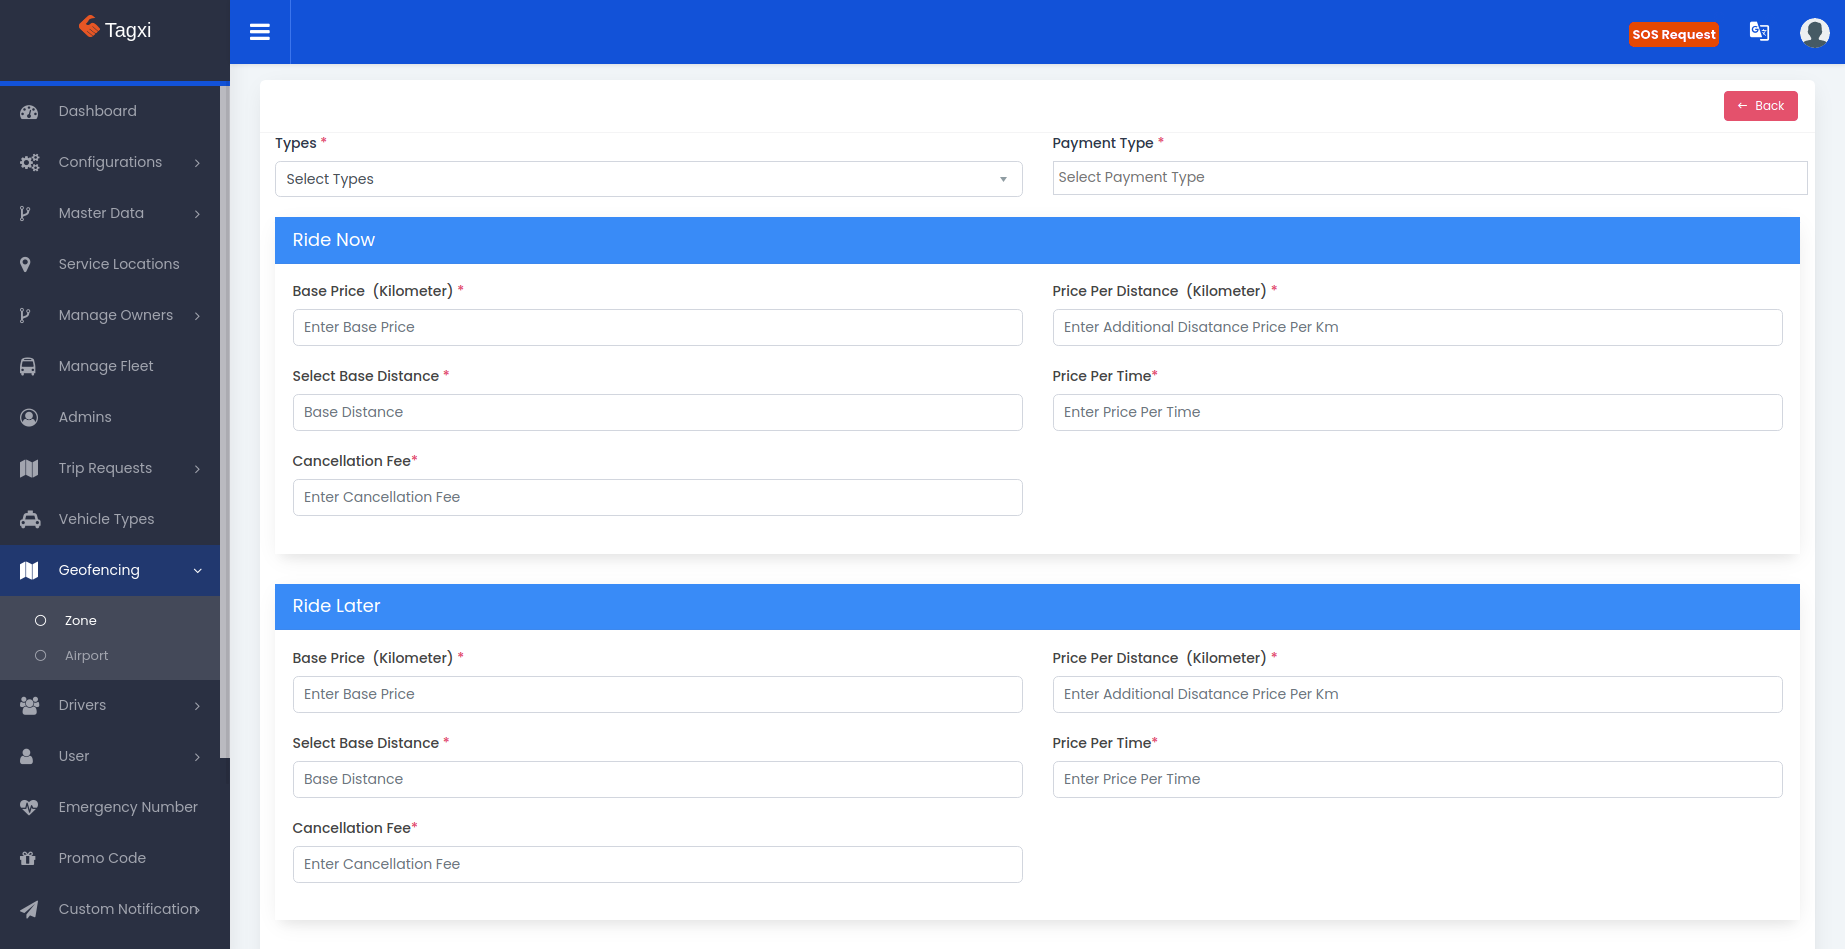 Tagxi
SOS Request
Dashboard
Configurations
Master Data
Service Locations
Manage Owners
Manage Fleet
Admins
Trip Requests
Vehicle Types
Geofencing
Zone
Airport
Drivers
User
Emergency Number
Promo Code
Custom Notification
← Back
Types *
Payment Type *
Select Types
Select Payment Type
Ride Now
Base Price (Kilometer) *
Price Per Distance (Kilometer) *
Enter Base Price
Enter Additional Disatance Price Per Km
Select Base Distance *
Price Per Time*
Base Distance
Enter Price Per Time
Cancellation Fee*
Enter Cancellation Fee
Ride Later
Base Price (Kilometer) *
Price Per Distance (Kilometer) *
Enter Base Price
Enter Additional Disatance Price Per Km
Select Base Distance *
Price Per Time*
Base Distance
Enter Price Per Time
Cancellation Fee*
Enter Cancellation Fee